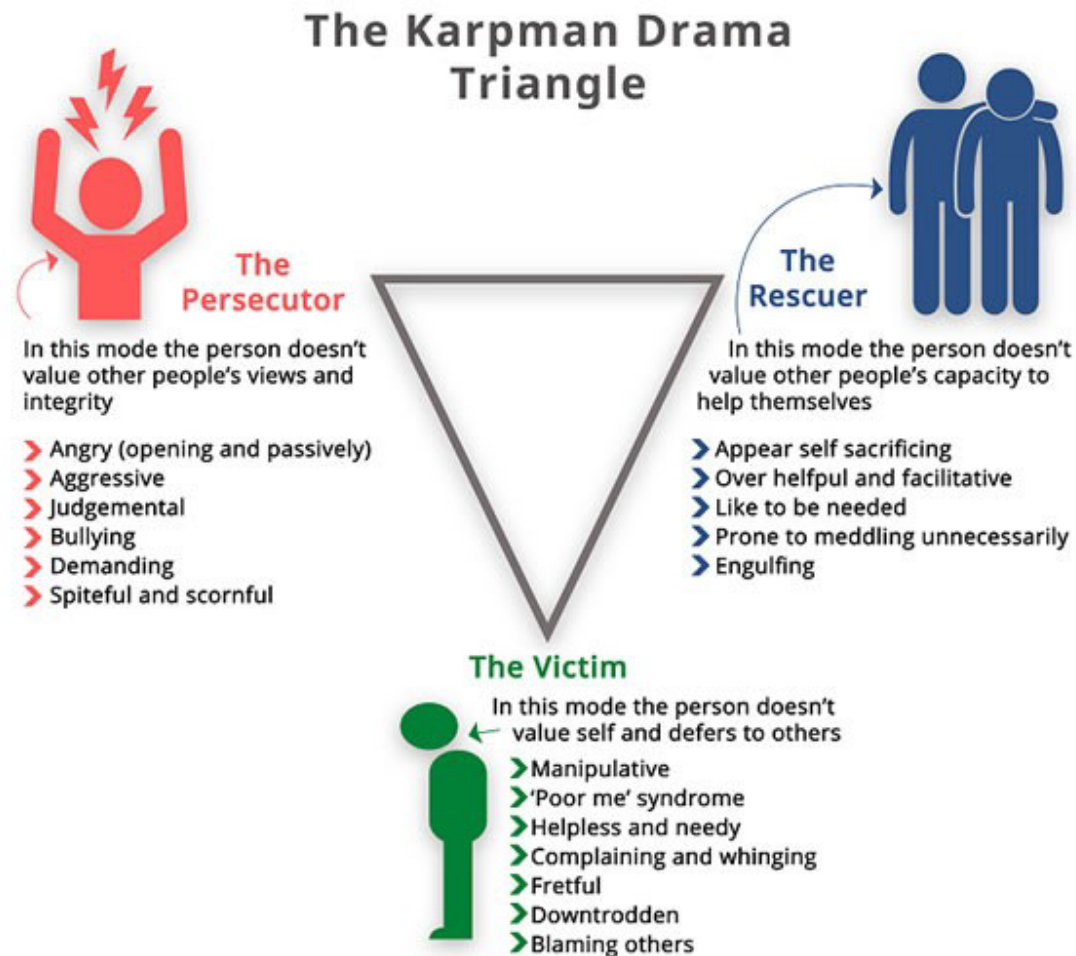 The Karpman Drama
Triangle
The
Persecutor
In this mode the person doesn't
value other people's views and
integrity
Angry (opening and passively)
Aggressive
Judgemental
Bullying
Demanding
Spiteful and scornful
The
Rescuer
In this mode the person doesn't
value other people's capacity to
help themselves
Appear self sacrificing
Over helfpul and facilitative
Like to be needed
Prone to meddling unnecessarily
Engulfing
The Victim
In this mode the person doesn't
value self and defers to others
Manipulative
'Poor me' syndrome
Helpless and needy
Complaining and whinging
Fretful
Downtrodden
Blaming others